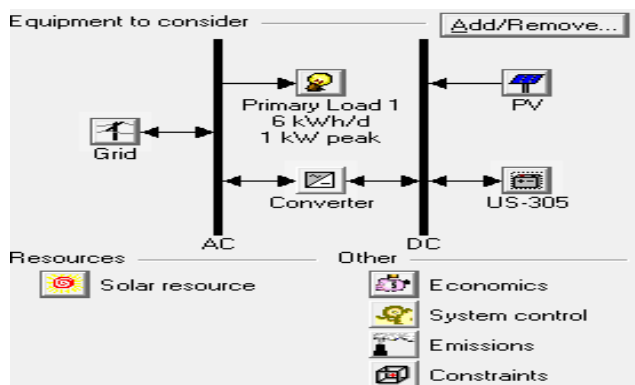 Equipment to consider
Add/Remove...
Primary Load 1
6 kWh/d
1 kW peak
PV
Grid
Converter
US-305
AC
DC
Resources
Other
Solar resource
Economics
System control
Emissions
Constraints